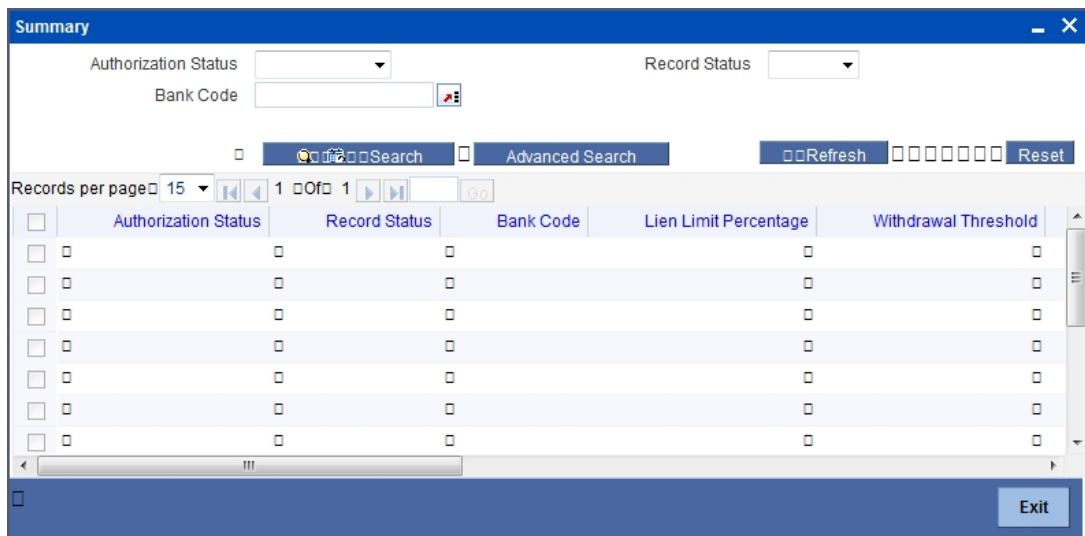 Summary
Authorization Status
Record Status
Bank Code
Search
Advanced Search
Refresh
Reset
Records per page 15 1 Of 1 Go
Authorization Status Record Status Bank Code Lien Limit Percentage Withdrawal Threshold
Exit